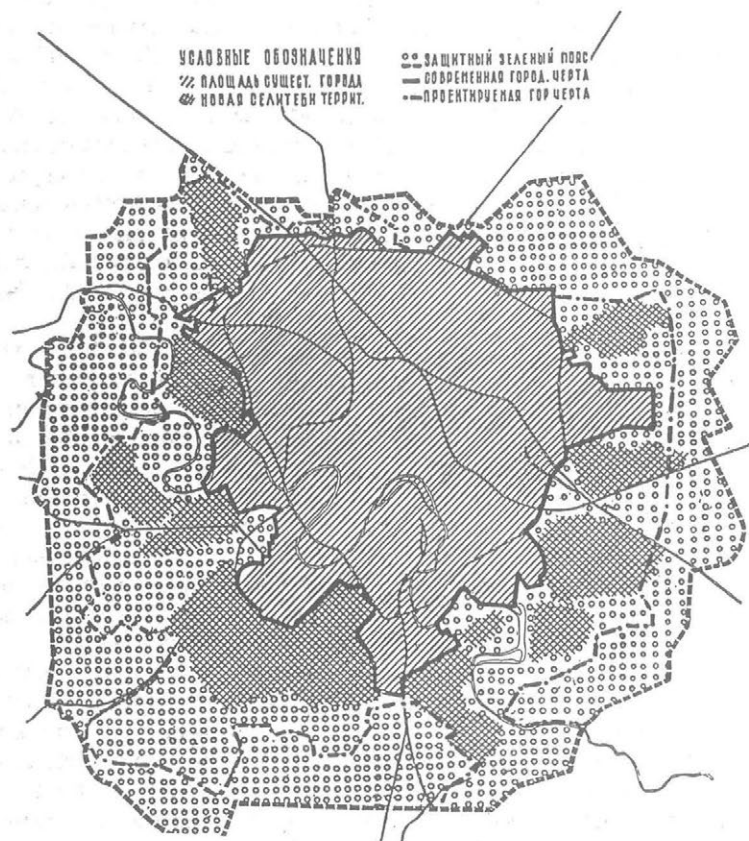 УСЛОВНЫЕ ОБОЗНАЧЕНИЯ
ПЛОЩАДЬ СУЩЕСТ. ГОРОДА
НОВАЯ СЕЛИТЕБН ТЕРРИТ.
ЗАЩИТНЫЙ ЗЕЛЕНЫЙ ПОЯС
СОВРЕМЕННАЯ ГОРОД. ЧЕРТА
ПРОЕКТИРУЕМАЯ ГОР ЧЕРТА